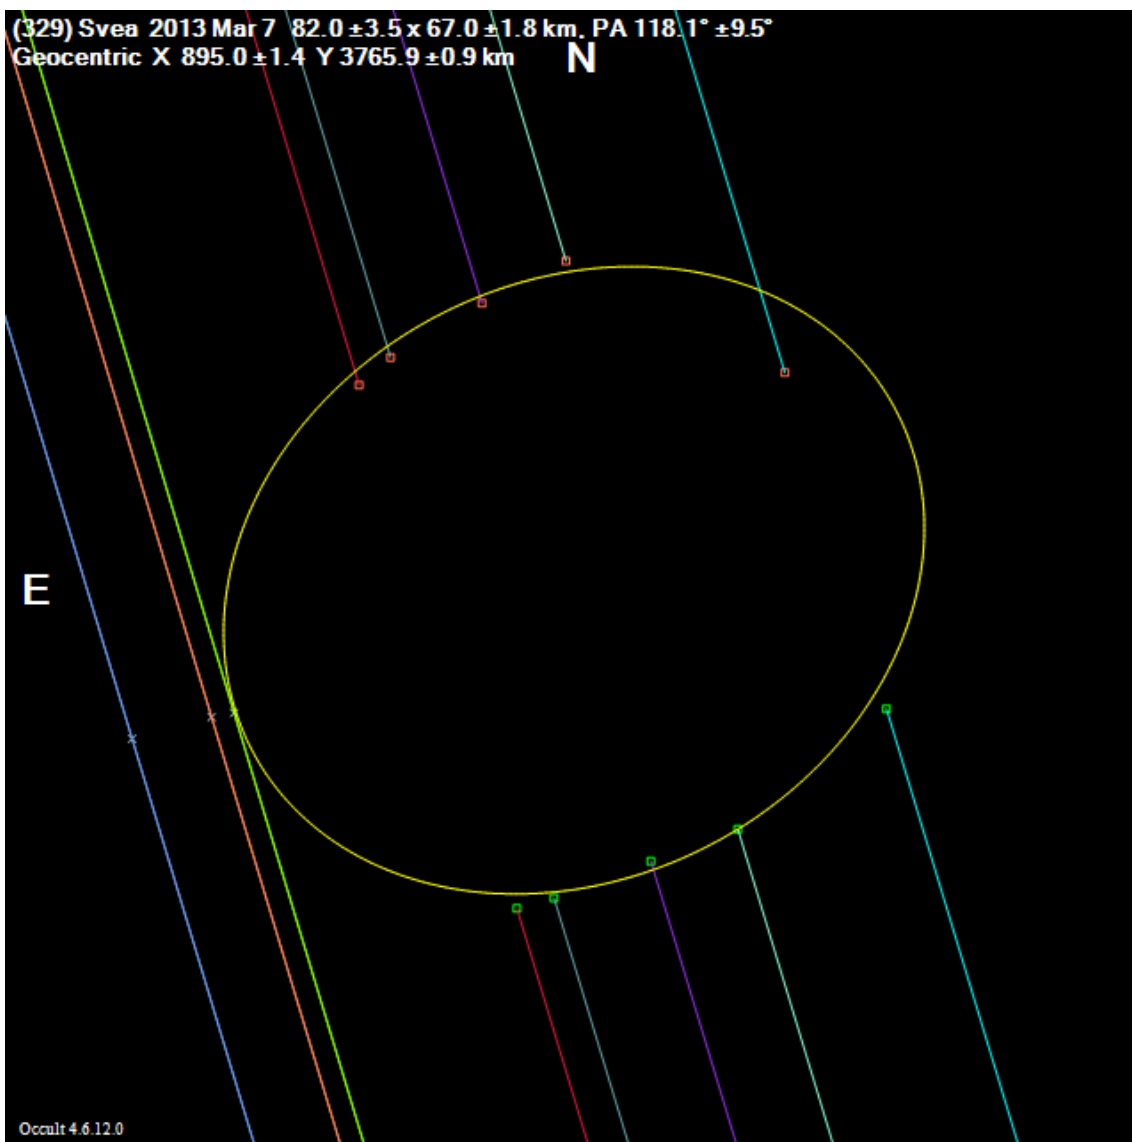 (329) Svea 2013 Mar 7 82.0 ±3.5 x 67.0 ±1.8 km, PA 118.1° ±9.5°
Geocentric X 895.0 ±1.4 Y 3765.9 ±0.9 km
N
E
Occult 4.6.12.0